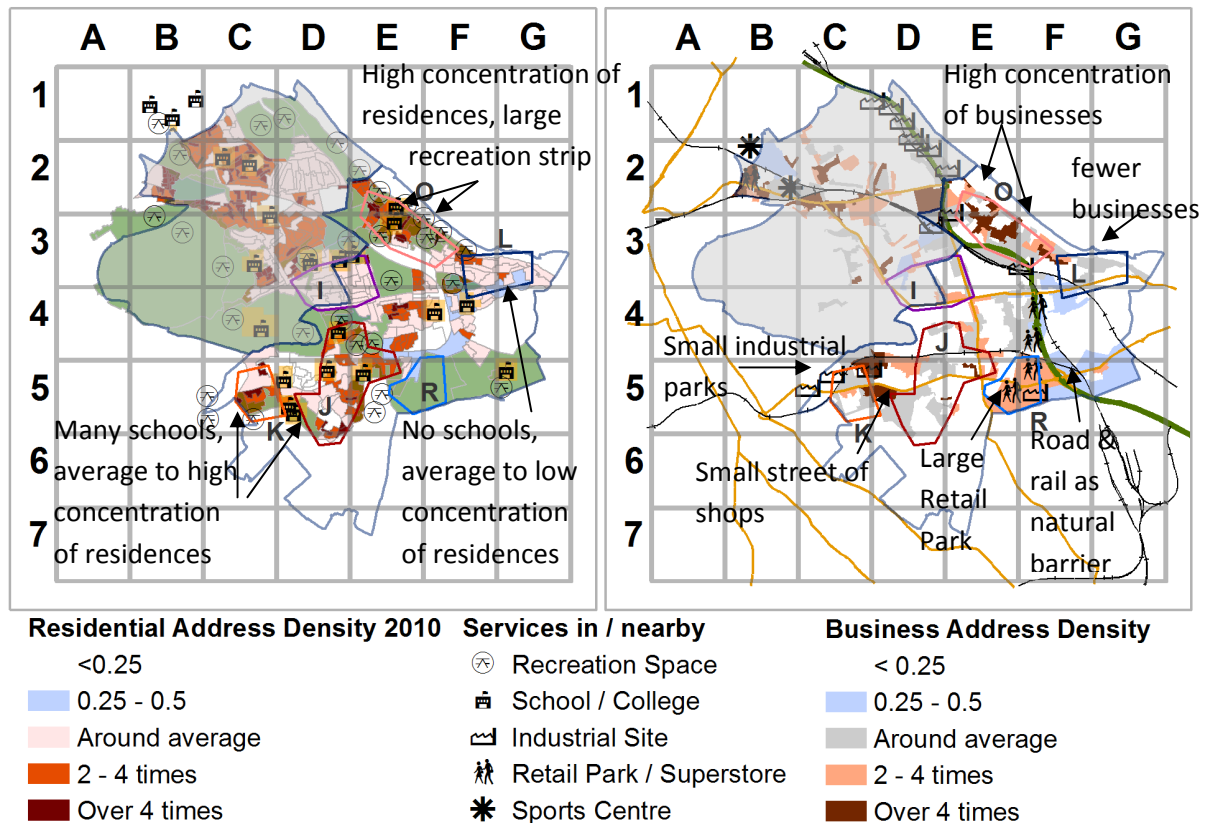 A B C D E F G
1
2
3
4
5
6
7
High concentration of
residences, large
recreation strip
O
L
I
J
K
R
Many schools,
average to high
concentration
of residences
No schools,
average to low
concentration
of residences
A B C D E F G
1
2
3
4
5
6
7
High concentration
of businesses
fewer
businesses
O
L
I
J
K
R
Small industrial
parks
Small street of
shops
Large
Retail
Park
Road &
rail as
natural
barrier
Residential Address Density 2010
<0.25
0.25 - 0.5
Around average
2 - 4 times
Over 4 times
Services in / nearby
Recreation Space
School / College
Industrial Site
Retail Park / Superstore
Sports Centre
Business Address Density
< 0.25
0.25 - 0.5
Around average
2 - 4 times
Over 4 times